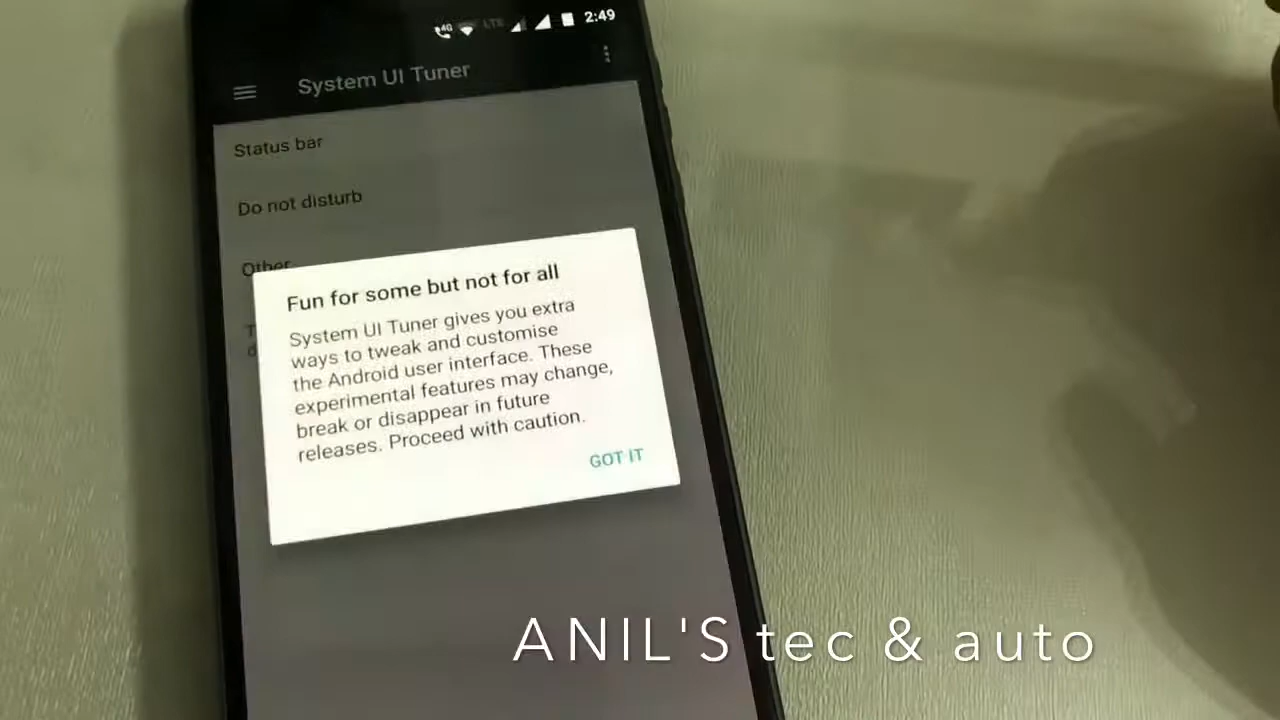 4G LTE 2:49
System UI Tuner
Status bar
Do not disturb
Other
Fun for some but not for all
System UI Tuner gives you extra
ways to tweak and customise
the Android user interface. These
experimental features may change,
break or disappear in future
releases. Proceed with caution.
GOT IT
ANIL'S tec & auto